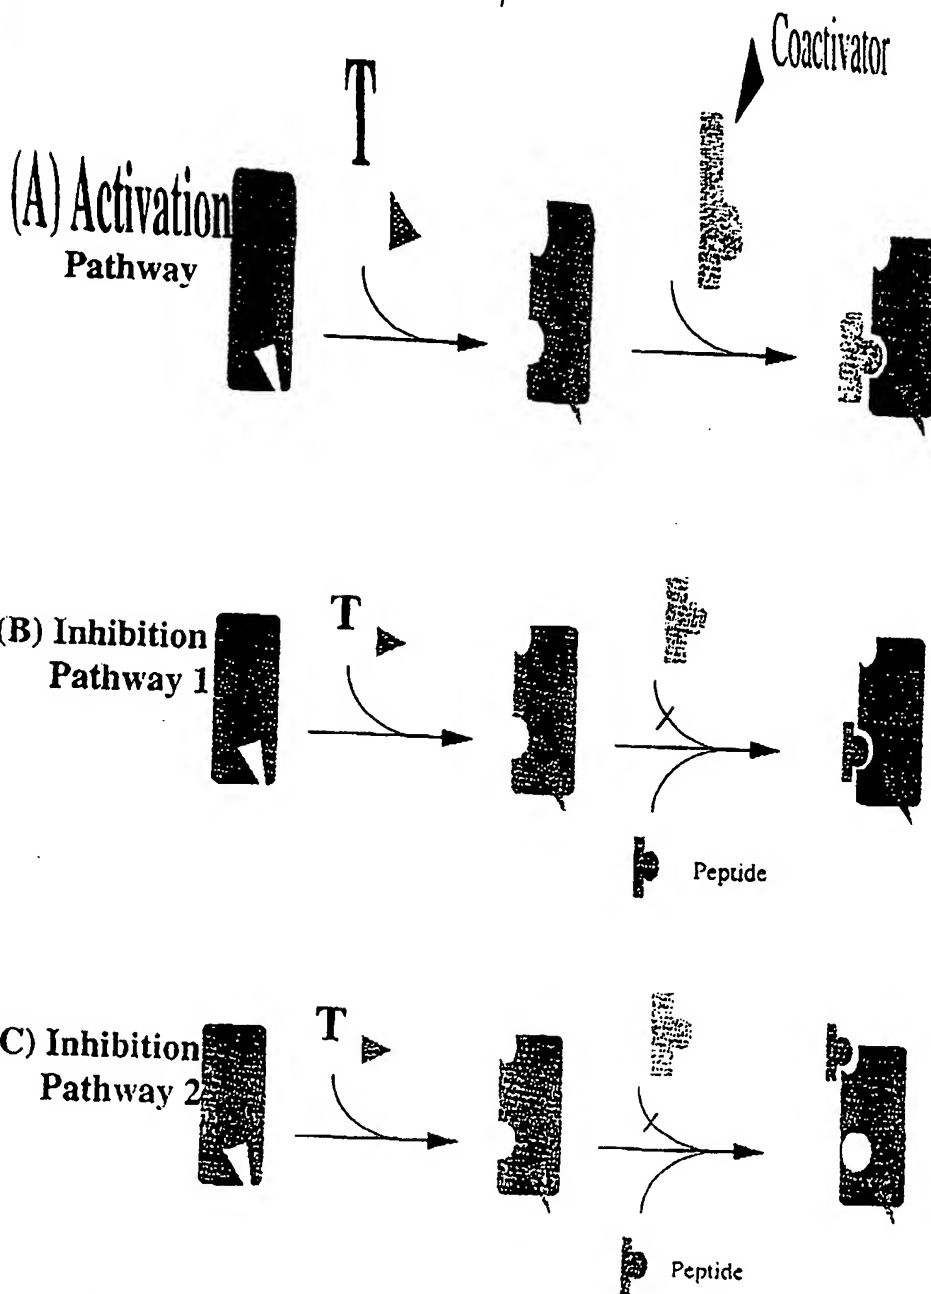 Coactivator
T
(A) Activation
Pathway
T
(B) Inhibition
Pathway 1
Peptide
T
C) Inhibition
Pathway 2
Peptide